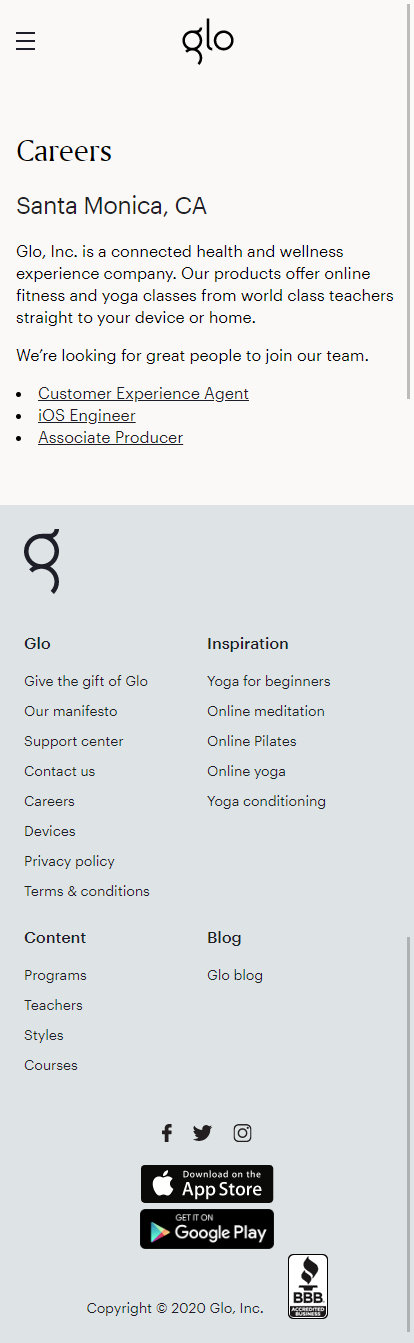 glo
Careers
Santa Monica, CA
Glo, Inc. is a connected health and wellness
experience company. Our products offer online
fitness and yoga classes from world class teachers
straight to your device or home.
We’re looking for great people to join our team.
Customer Experience Agent
iOS Engineer
Associate Producer
g
Glo
Give the gift of Glo
Our manifesto
Support center
Contact us
Careers
Devices
Privacy policy
Terms & conditions
Inspiration
Yoga for beginners
Online meditation
Online Pilates
Online yoga
Yoga conditioning
Content
Programs
Teachers
Styles
Courses
Blog
Glo blog
Download on the
App Store
GET IT ON
Google Play
BBB.
ACCREDITED
BUSINESS
Copyright © 2020 Glo, Inc.